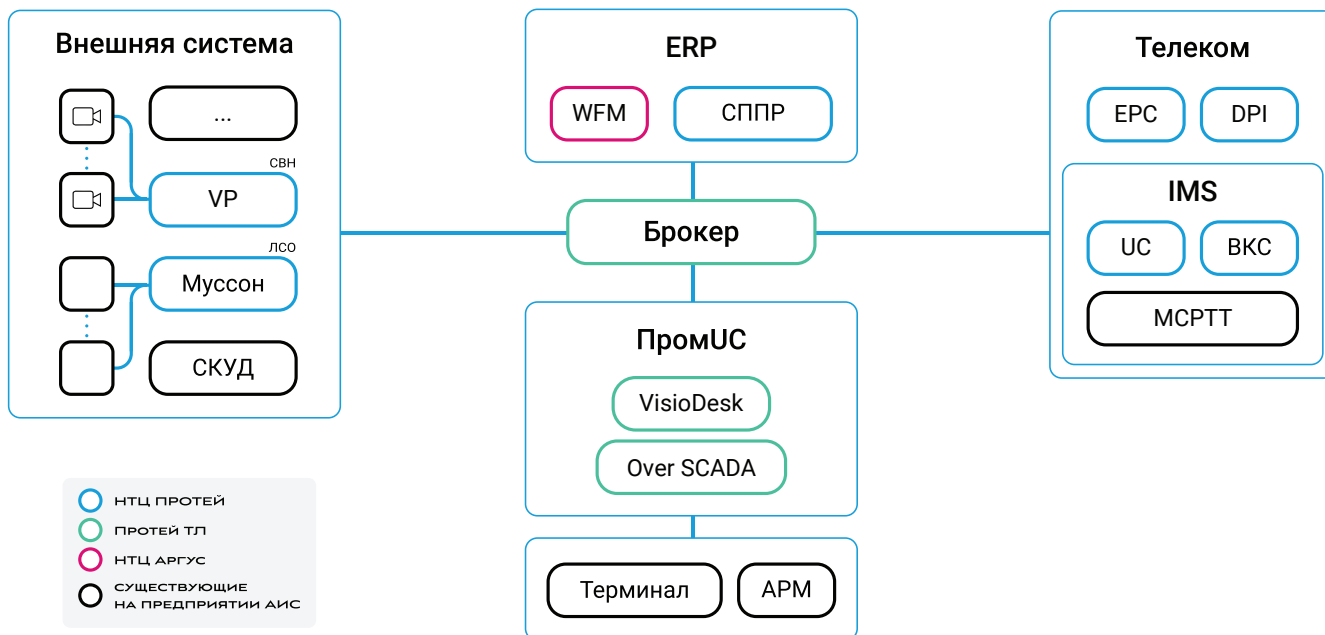 Внешняя система
...
СВН
VP
ЛСО
Муссон
СКУД
ERP
WFM
СППР
Брокер
ПромUC
VisioDesk
Over SCADA
Терминал
АРМ
Телеком
EPC
DPI
IMS
UC
ВКС
MCPTT
НТЦ ПРОТЕЙ
ПРОТЕЙ ТЛ
НТЦ АРГУС
СУЩЕСТВУЮЩИЕ
НА ПРЕДПРИЯТИИ АИС